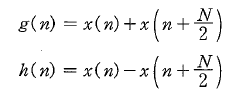 g(n) = x(n) + x(n + N/2)
h(n) = x(n) − x(n + N/2)